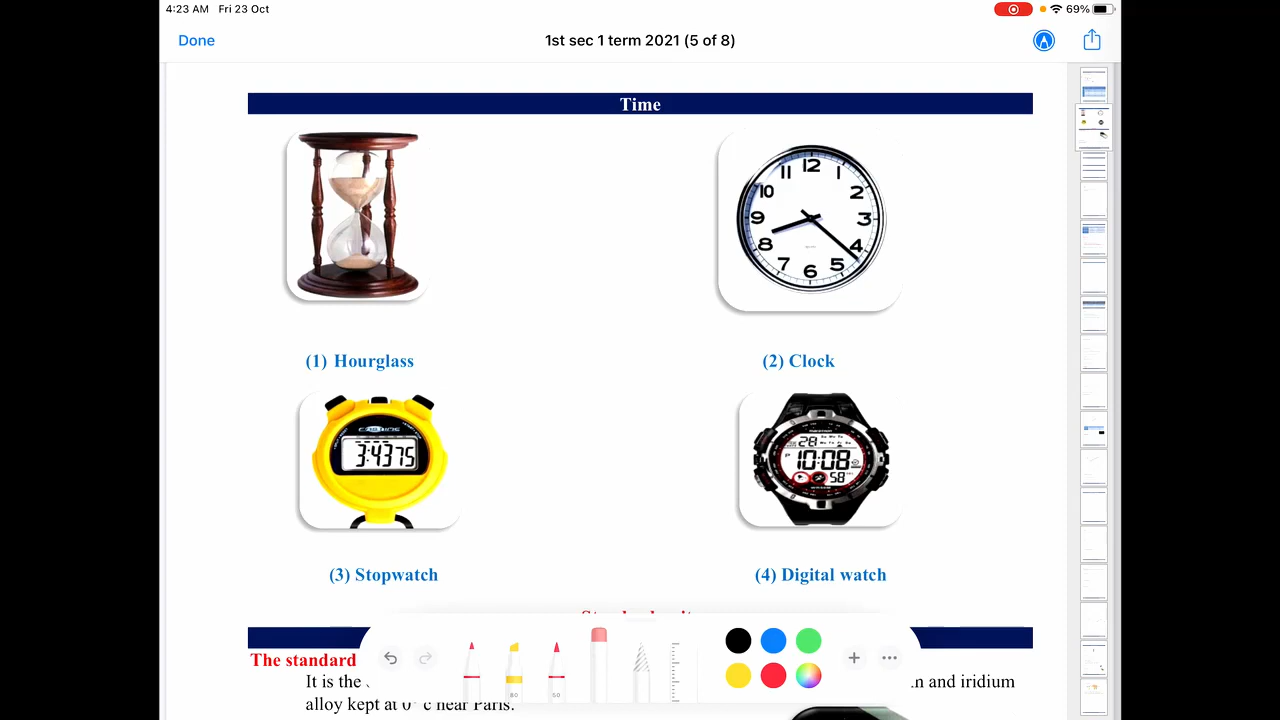 4:23 AM Fri 23 Oct
69%
Done
1st sec 1 term 2021 (5 of 8)
Time
12
11 1
10 2
9 3
8 4
7 5
6
(1) Hourglass
(2) Clock
3:4375
28
10:08
58
(3) Stopwatch
(4) Digital watch
The standard
It is the
n and iridium
alloy kept at 0 c near Paris.